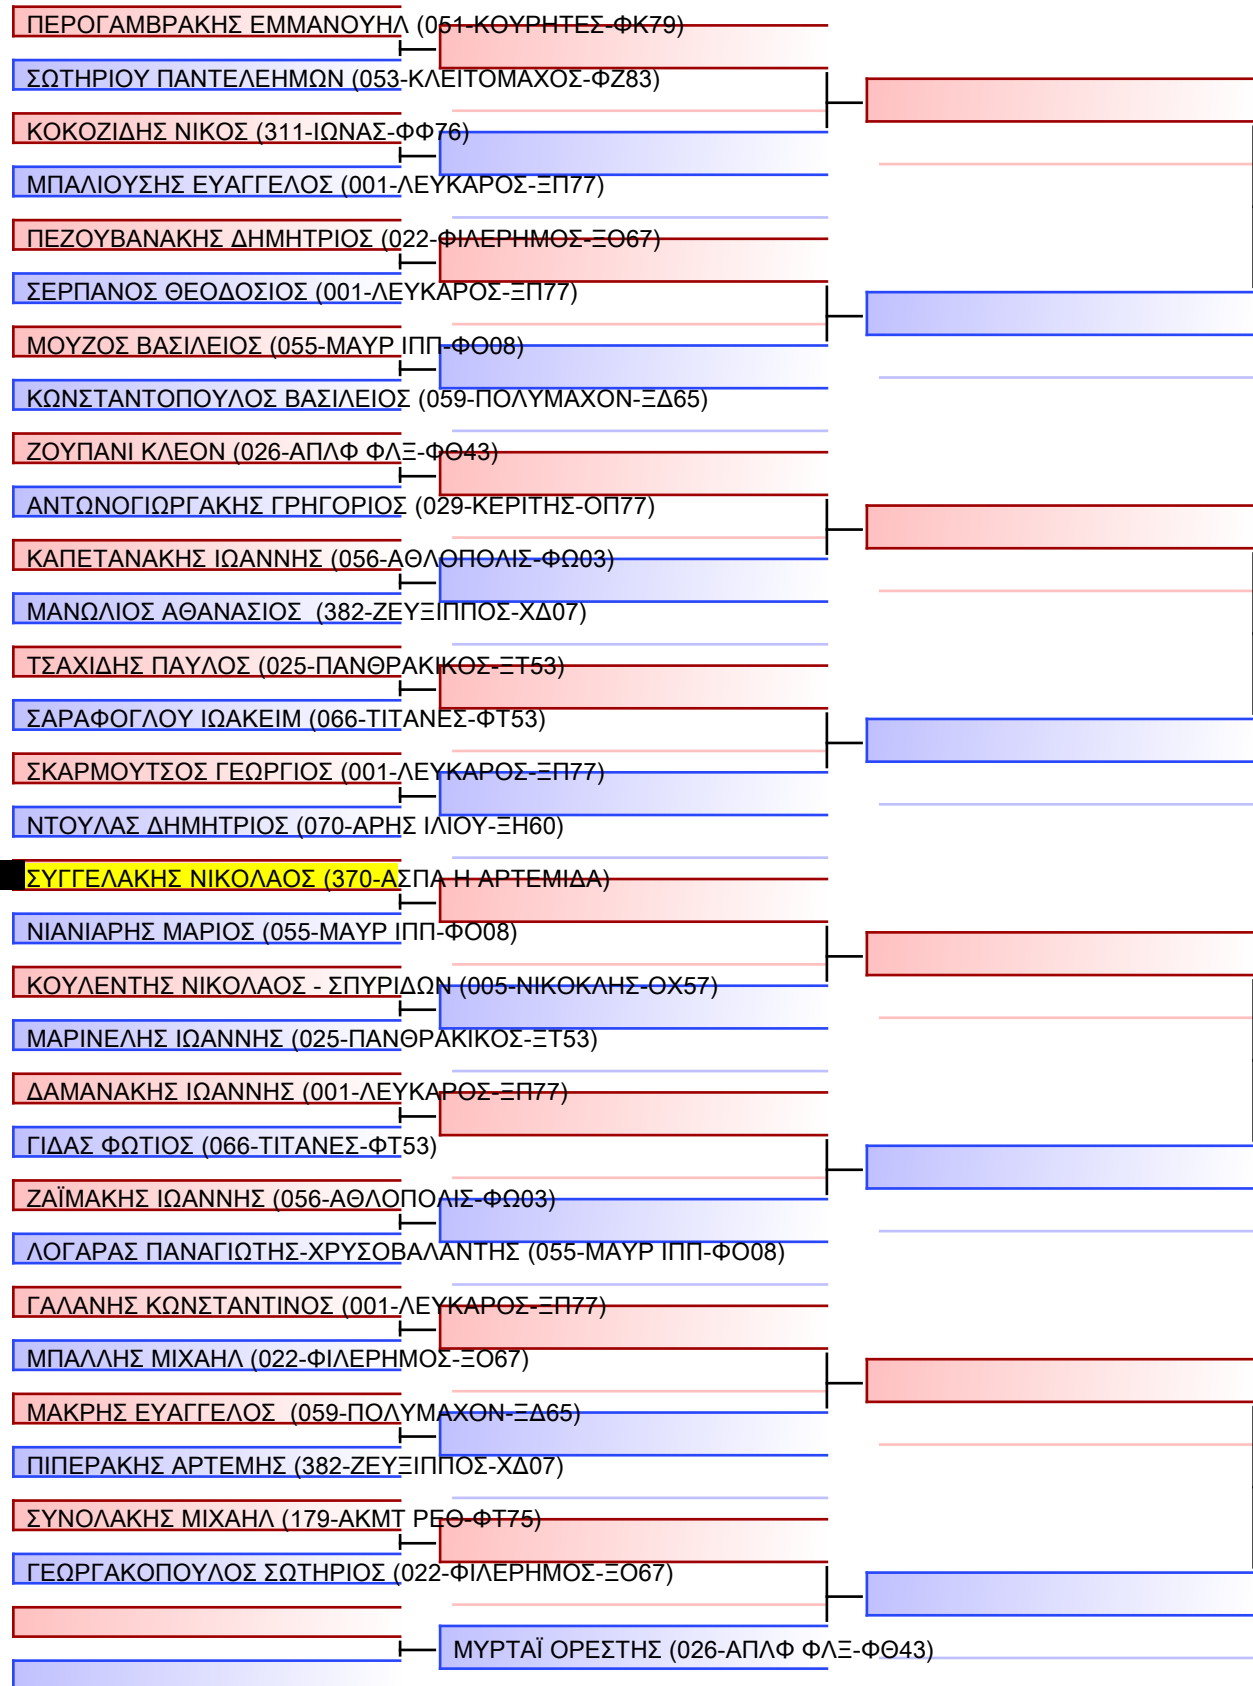 ΠΕΡΟΓΑΜΒΡΑΚΗΣ ΕΜΜΑΝΟΥΗΛ (051-ΚΟΥΡΗΤΕΣ-ΦΚ79)
ΣΩΤΗΡΙΟΥ ΠΑΝΤΕΛΕΗΜΩΝ (053-ΚΛΕΙΤΟΜΑΧΟΣ-ΦΖ83)
ΚΟΚΟΖΙΔΗΣ ΝΙΚΟΣ (311-ΙΩΝΑΣ-ΦΦ76)
ΜΠΑΛΙΟΥΣΗΣ ΕΥΑΓΓΕΛΟΣ (001-ΛΕΥΚΑΡΟΣ-ΞΠ77)
ΠΕΖΟΥΒΑΝΑΚΗΣ ΔΗΜΗΤΡΙΟΣ (022-ΦΙΛΕΡΗΜΟΣ-ΞΟ67)
ΣΕΡΠΑΝΟΣ ΘΕΟΔΟΣΙΟΣ (001-ΛΕΥΚΑΡΟΣ-ΞΠ77)
ΜΟΥΖΟΣ ΒΑΣΙΛΕΙΟΣ (055-ΜΑΥΡ ΙΠΠ-ΦΟ08)
ΚΩΝΣΤΑΝΤΟΠΟΥΛΟΣ ΒΑΣΙΛΕΙΟΣ (059-ΠΟΛΥΜΑΧΟΝ-ΞΔ65)
ΖΟΥΠΑΝΙ ΚΛΕΟΝ (026-ΑΠΛΦ ΦΛΞ-ΦΘ43)
ΑΝΤΩΝΟΓΙΩΡΓΑΚΗΣ ΓΡΗΓΟΡΙΟΣ (029-ΚΕΡΙΤΗΣ-ΟΠ77)
ΚΑΠΕΤΑΝΑΚΗΣ ΙΩΑΝΝΗΣ (056-ΑΘΛΟΠΟΛΙΣ-ΦΩ03)
ΜΑΝΩΛΙΟΣ ΑΘΑΝΑΣΙΟΣ (382-ΖΕΥΞΙΠΠΟΣ-ΧΔ07)
ΤΣΑΧΙΔΗΣ ΠΑΥΛΟΣ (025-ΠΑΝΘΡΑΚΙΚΟΣ-ΞΤ53)
ΣΑΡΑΦΟΓΛΟΥ ΙΩΑΚΕΙΜ (066-ΤΙΤΑΝΕΣ-ΦΤ53)
ΣΚΑΡΜΟΥΤΣΟΣ ΓΕΩΡΓΙΟΣ (001-ΛΕΥΚΑΡΟΣ-ΞΠ77)
ΝΤΟΥΛΑΣ ΔΗΜΗΤΡΙΟΣ (070-ΑΡΗΣ ΙΛΙΟΥ-ΞΗ60)
ΣΥΓΓΕΛΑΚΗΣ ΝΙΚΟΛΑΟΣ (370-ΑΣΠΑ Η ΑΡΤΕΜΙΔΑ)
ΝΙΑΝΙΑΡΗΣ ΜΑΡΙΟΣ (055-ΜΑΥΡ ΙΠΠ-ΦΟ08)
ΚΟΥΛΕΝΤΗΣ ΝΙΚΟΛΑΟΣ - ΣΠΥΡΙΔΩΝ (005-ΝΙΚΟΚΛΗΣ-ΟΧ57)
ΜΑΡΙΝΕΛΗΣ ΙΩΑΝΝΗΣ (025-ΠΑΝΘΡΑΚΙΚΟΣ-ΞΤ53)
ΔΑΜΑΝΑΚΗΣ ΙΩΑΝΝΗΣ (001-ΛΕΥΚΑΡΟΣ-ΞΠ77)
ΓΙΔΑΣ ΦΩΤΙΟΣ (066-ΤΙΤΑΝΕΣ-ΦΤ53)
ΖΑΪΜΑΚΗΣ ΙΩΑΝΝΗΣ (056-ΑΘΛΟΠΟΛΙΣ-ΦΩ03)
ΛΟΓΑΡΑΣ ΠΑΝΑΓΙΩΤΗΣ-ΧΡΥΣΟΒΑΛΑΝΤΗΣ (055-ΜΑΥΡ ΙΠΠ-ΦΟ08)
ΓΑΛΑΝΗΣ ΚΩΝΣΤΑΝΤΙΝΟΣ (001-ΛΕΥΚΑΡΟΣ-ΞΠ77)
ΜΠΑΛΛΗΣ ΜΙΧΑΗΛ (022-ΦΙΛΕΡΗΜΟΣ-ΞΟ67)
ΜΑΚΡΗΣ ΕΥΑΓΓΕΛΟΣ (059-ΠΟΛΥΜΑΧΟΝ-ΞΔ65)
ΠΙΠΕΡΑΚΗΣ ΑΡΤΕΜΗΣ (382-ΖΕΥΞΙΠΠΟΣ-ΧΔ07)
ΣΥΝΟΛΑΚΗΣ ΜΙΧΑΗΛ (179-ΑΚΜΤ ΡΕΘ-ΦΤ75)
ΓΕΩΡΓΑΚΟΠΟΥΛΟΣ ΣΩΤΗΡΙΟΣ (022-ΦΙΛΕΡΗΜΟΣ-ΞΟ67)
ΜΥΡΤΑΪ ΟΡΕΣΤΗΣ (026-ΑΠΛΦ ΦΛΞ-ΦΘ43)